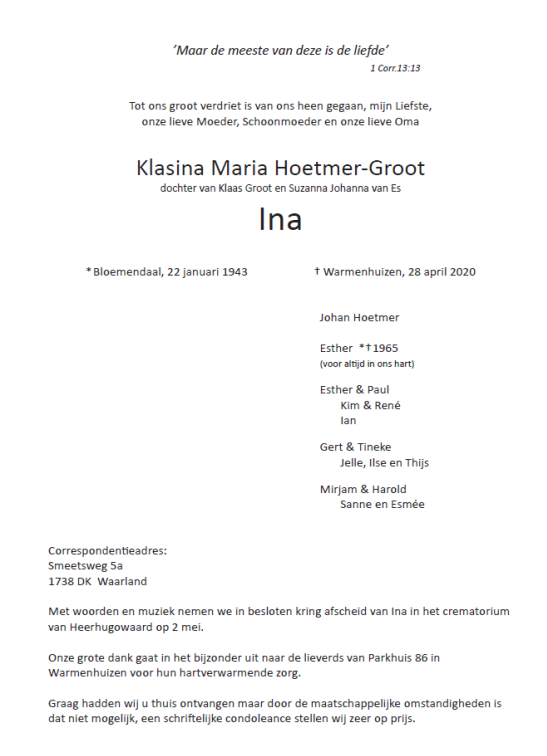 ‘Maar de meeste van deze is de liefde’
1 Corr.13:13
Tot ons groot verdriet is van ons heen gegaan, mijn Liefste,
onze lieve Moeder, Schoonmoeder en onze lieve Oma
Klasina Maria Hoetmer-Groot
dochter van Klaas Groot en Suzanna Johanna van Es
Ina
* Bloemendaal, 22 januari 1943 † Warmenhuizen, 28 april 2020
Johan Hoetmer
Esther *†1965
(voor altijd in ons hart)
Esther & Paul
Kim & René
Ian
Gert & Tineke
Jelle, Ilse en Thijs
Mirjam & Harold
Sanne en Esmée
Correspondentieadres:
Smeetsweg 5a
1738 DK Waarland
Met woorden en muziek nemen we in besloten kring afscheid van Ina in het crematorium
van Heerhugowaard op 2 mei.
Onze grote dank gaat in het bijzonder uit naar de lieverds van Parkhuis 86 in
Warmenhuizen voor hun hartverwarmende zorg.
Graag hadden wij u thuis ontvangen maar door de maatschappelijke omstandigheden is
dat niet mogelijk, een schriftelijke condoleance stellen wij zeer op prijs.